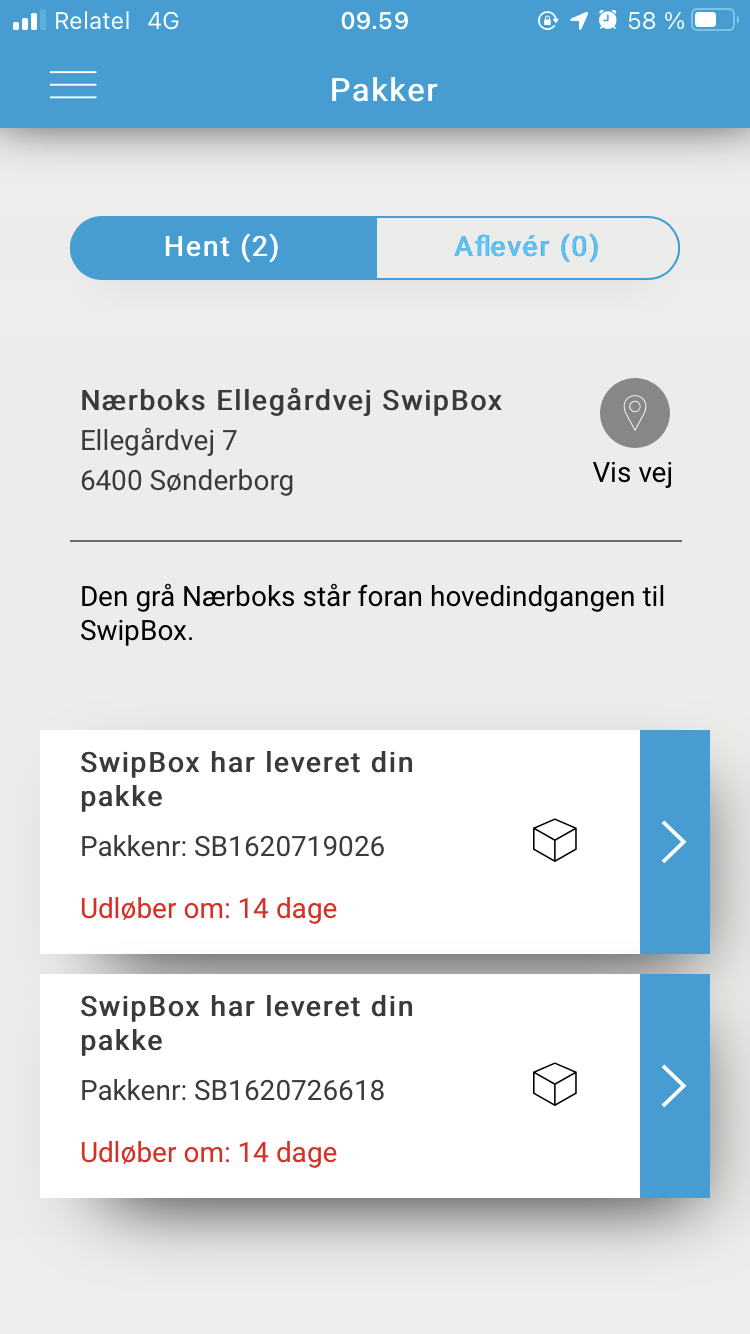 Relatel 4G 09.59 58 %
Pakker
Hent (2) Aflevér (0)
Nærboks Ellegårdvej SwipBox
Ellegårdvej 7
6400 Sønderborg
Vis vej
Den grå Nærboks står foran hovedindgangen til
SwipBox.
SwipBox har leveret din
pakke
Pakkenr: SB1620719026
Udløber om: 14 dage
SwipBox har leveret din
pakke
Pakkenr: SB1620726618
Udløber om: 14 dage